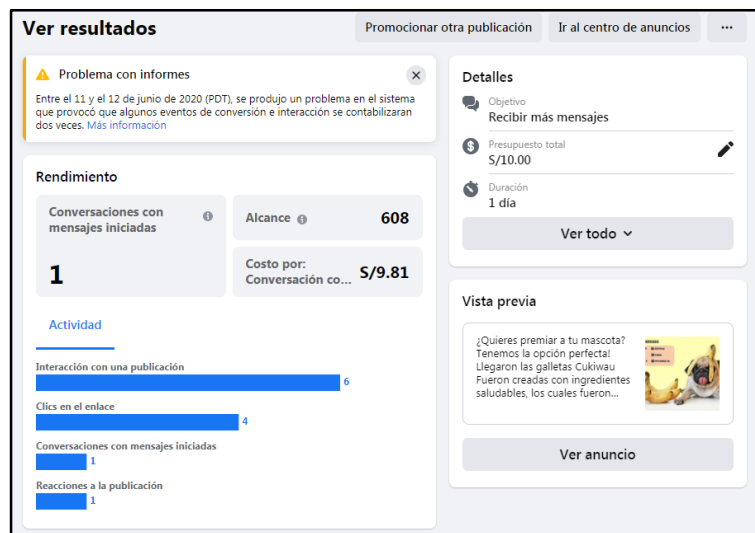 Ver resultados
Promocionar otra publicación
Ir al centro de anuncios
...
Problema con informes
Entre el 11 y el 12 de junio de 2020 (PDT), se produjo un problema en el sistema
que provocó que algunos eventos de conversión e interacción se contabilizaran
dos veces. Más información
Rendimiento
Conversaciones con
mensajes iniciadas
1
Alcance
608
Costo por:
Conversación co...
S/9.81
Actividad
Interacción con una publicación
6
Clics en el enlace
4
Conversaciones con mensajes iniciadas
1
Reacciones a la publicación
1
Detalles
Objetivo
Recibir más mensajes
Presupuesto total
S/10.00
Duración
1 día
Ver todo
Vista previa
¿Quieres premiar a tu mascota?
Tenemos la opción perfecta!
Llegaron las galletas Cukiwau
Fueron creadas con ingredientes
saludables, los cuales fueron...
Ver anuncio